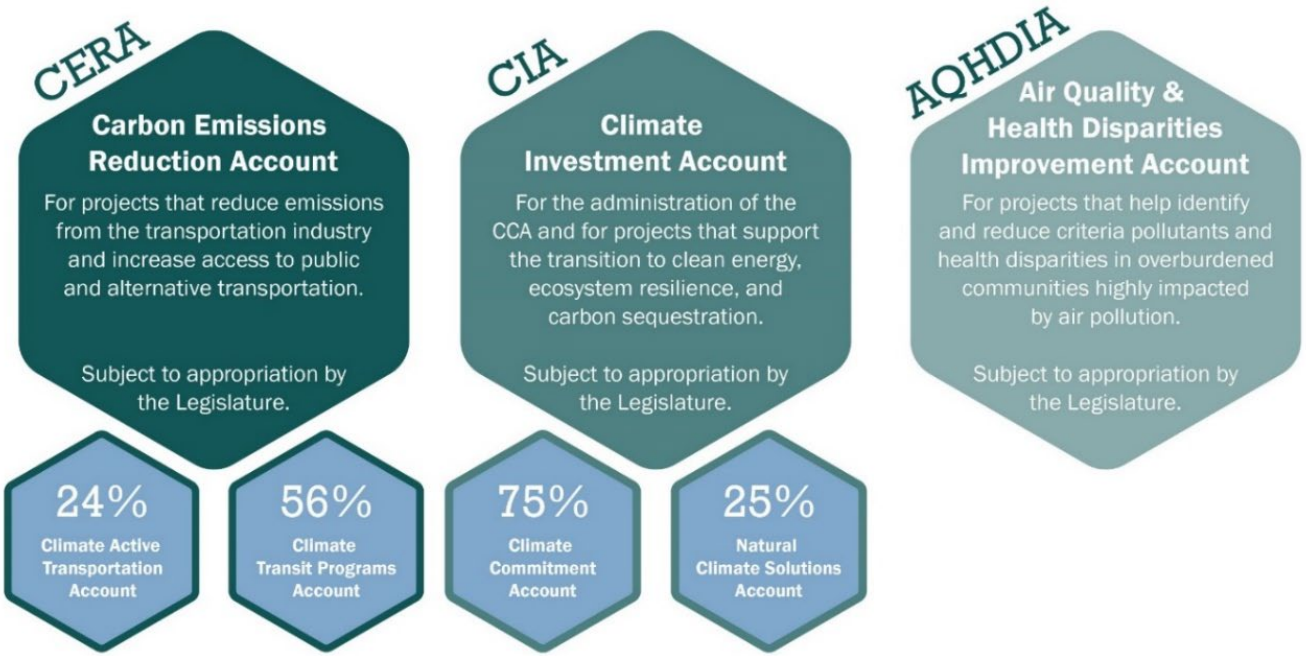 CERA
Carbon Emissions
Reduction Account
For projects that reduce emissions
from the transportation industry
and increase access to public
and alternative transportation.
Subject to appropriation by
the Legislature.
24%
Climate Active
Transportation
Account
56%
Climate
Transit Programs
Account
CIA
Climate
Investment Account
For the administration of the
CCA and for projects that support
the transition to clean energy,
ecosystem resilience, and
carbon sequestration.
Subject to appropriation by
the Legislature.
75%
Climate
Commitment
Account
25%
Natural
Climate Solutions
Account
AQHDIA
Air Quality &
Health Disparities
Improvement Account
For projects that help identify
and reduce criteria pollutants and
health disparities in overburdened
communities highly impacted
by air pollution.
Subject to appropriation by
the Legislature.